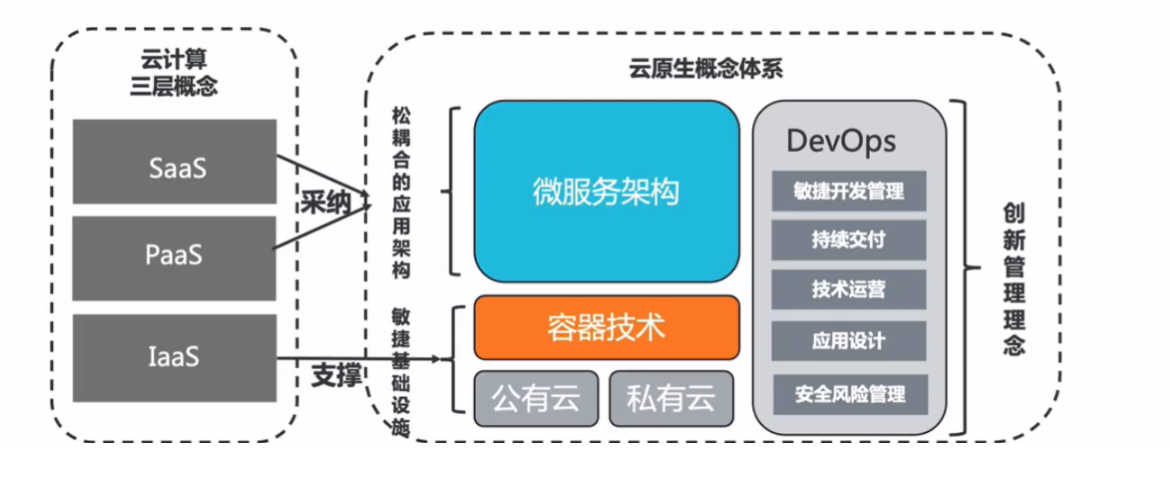 云计算
三层概念
SaaS
PaaS
IaaS
采纳
支撑
云原生概念体系
松耦合的应用架构
敏捷基础设施
微服务架构
容器技术
公有云
私有云
DevOps
敏捷开发管理
持续交付
技术运营
应用设计
安全风险管理
创新管理理念